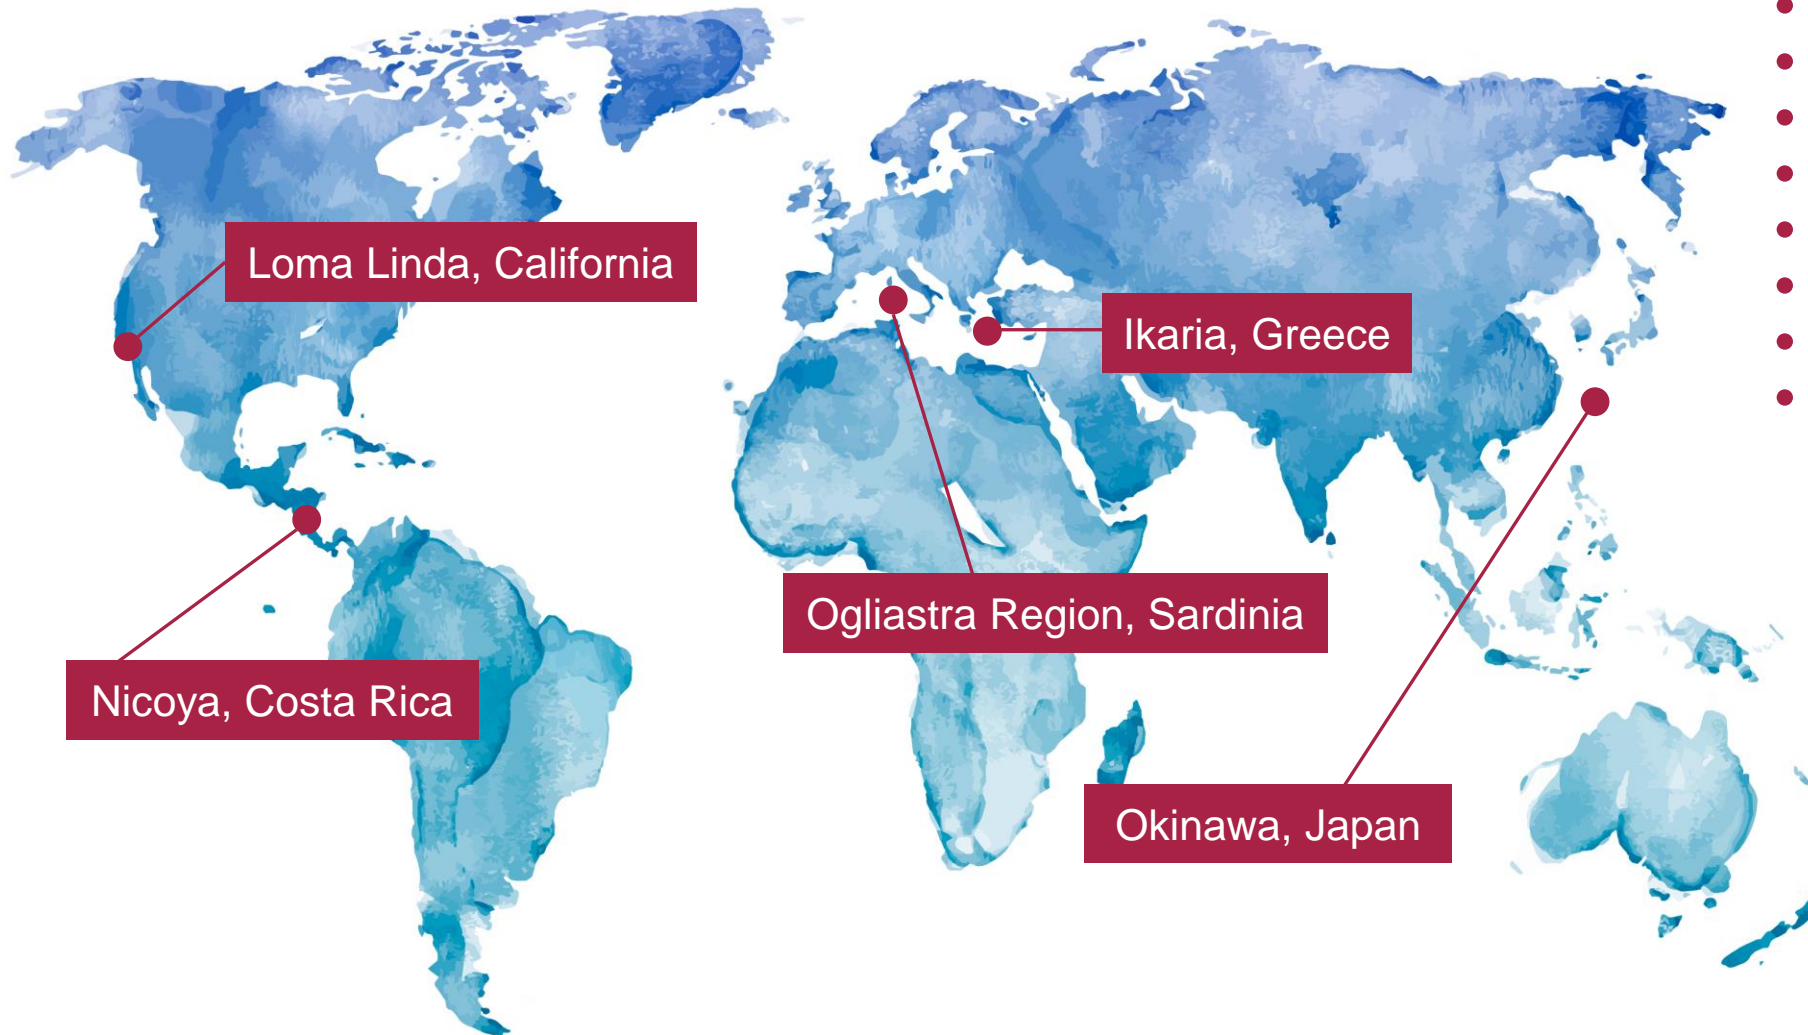 Loma Linda, California
Ikaria, Greece
Ogliastra Region, Sardinia
Nicoya, Costa Rica
Okinawa, Japan